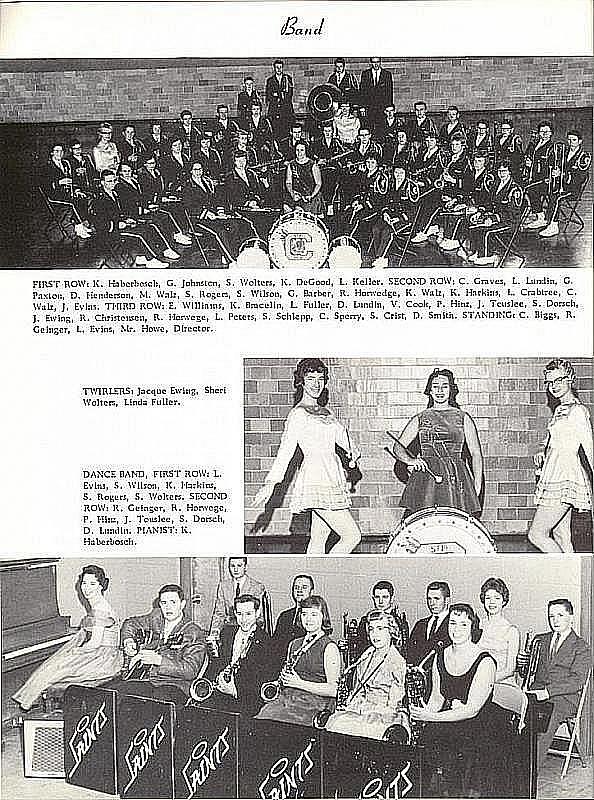 Band
C
FIRST ROW: K. Haberbosch, G. Johnston, S. Wolters, K. DeGood, L. Keller. SECOND ROW: C. Graves, L. Lundin, G.
Paxton, D. Henderson, M. Walz, S. Rogers, S. Wilson, G. Barber, R. Horwedge, K. Walz, K. Harkins, L. Crabtree, C.
Walz, J. Evins. THIRD ROW: E. Williams, K. Bracelin, L. Fuller, D. Lundin, V. Cook, P. Hinz, J. Teuslee, S. Dorsch,
J. Ewing, R. Christensen, R. Horwege, L. Peters, S. Schlepp, C. Sperry, S. Crist, D. Smith. STANDING: C. Biggs, R.
Geinger, L. Evins, Mr. Howe, Director.
TWIRLERS: Jacque Ewing, Sheri
Wolters, Linda Fuller.
DANCE BAND, FIRST ROW: L.
Evins, S. Wilson, K. Harkins,
S. Rogers, S. Wolters. SECOND
ROW: R. Geinger, R. Horwege,
P. Hinz, J. Touslee, S. Dorsch,
D. Lundin. PIANIST: K.
Haberbosch.
SAINTS
SAINTS
SAINTS
SAINTS
SAINTS